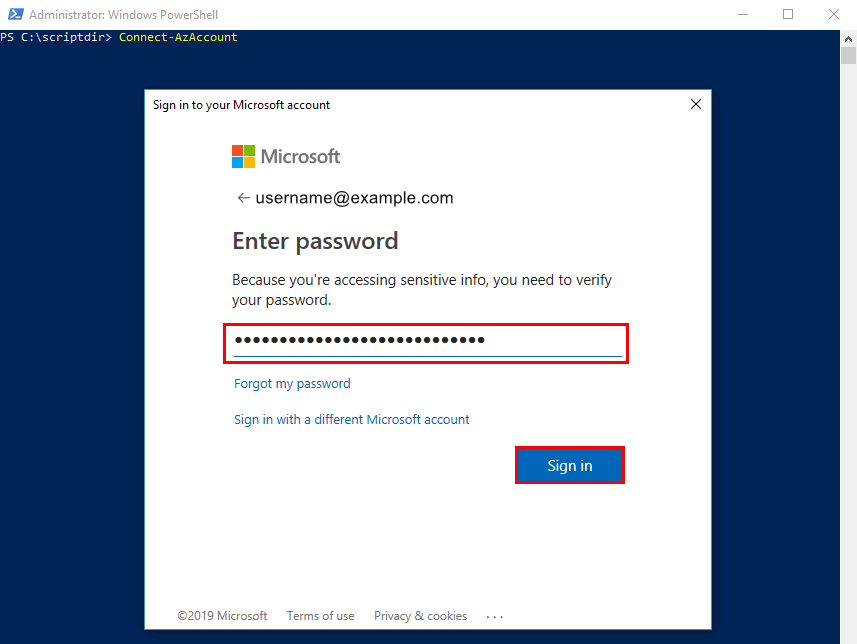 Administrator: Windows PowerShell
PS C:\scriptdir> Connect-AzAccount
Sign in to your Microsoft account
Microsoft
username@example.com
Enter password
Because you're accessing sensitive info, you need to verify
your password.
••••••••••••••••••••••••••••
Forgot my password
Sign in with a different Microsoft account
Sign in
©2019 Microsoft Terms of use Privacy & cookies ...